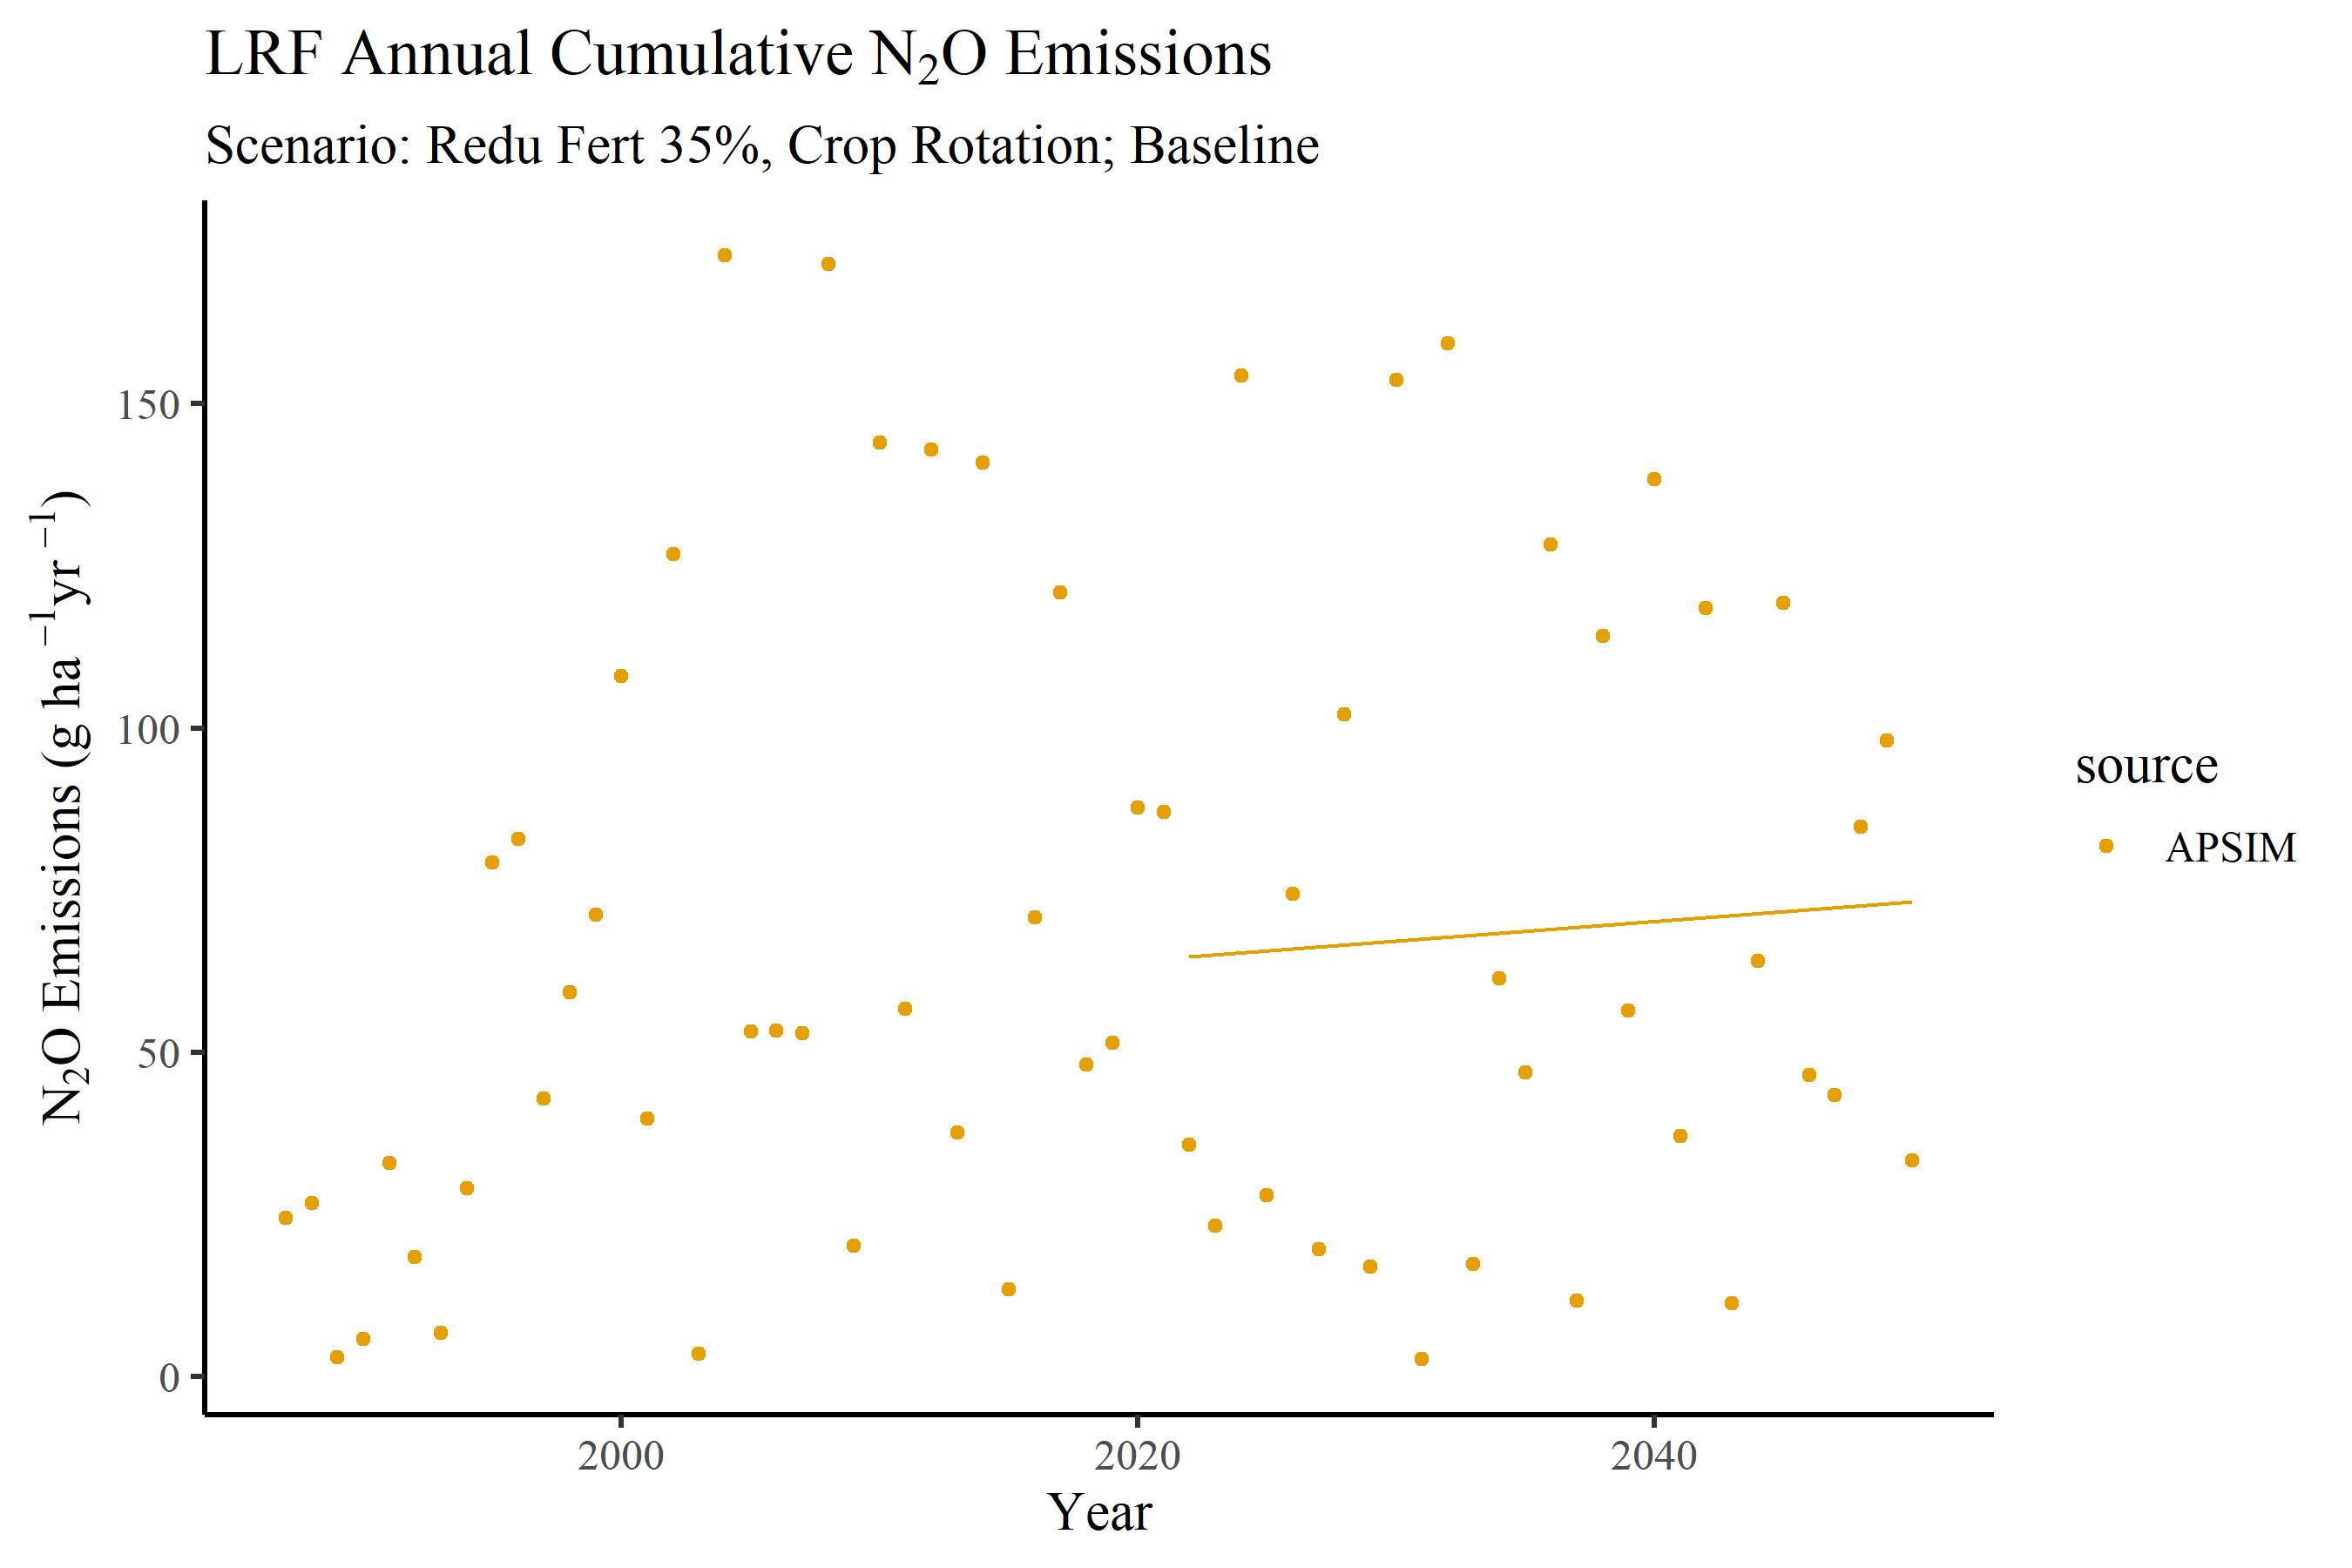 LRF Annual Cumulative N₂O Emissions
Scenario: Redu Fert 35%, Crop Rotation; Baseline
N₂O Emissions (g ha ⁻¹yr ⁻¹)
150
100
50
0
2000 2020 2040
Year
source
APSIM